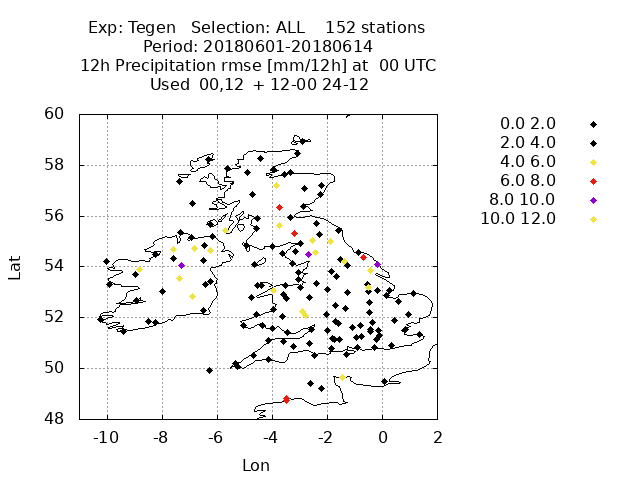 Exp: Tegen Selection: ALL 152 stations
Period: 20180601-20180614
12h Precipitation rmse [mm/12h] at 00 UTC
Used 00,12 + 12-00 24-12
0.0 2.0
2.0 4.0
4.0 6.0
6.0 8.0
8.0 10.0
10.0 12.0
60
58
56
54
52
50
48
Lat
-10 -8 -6 -4 -2 0 2
Lon